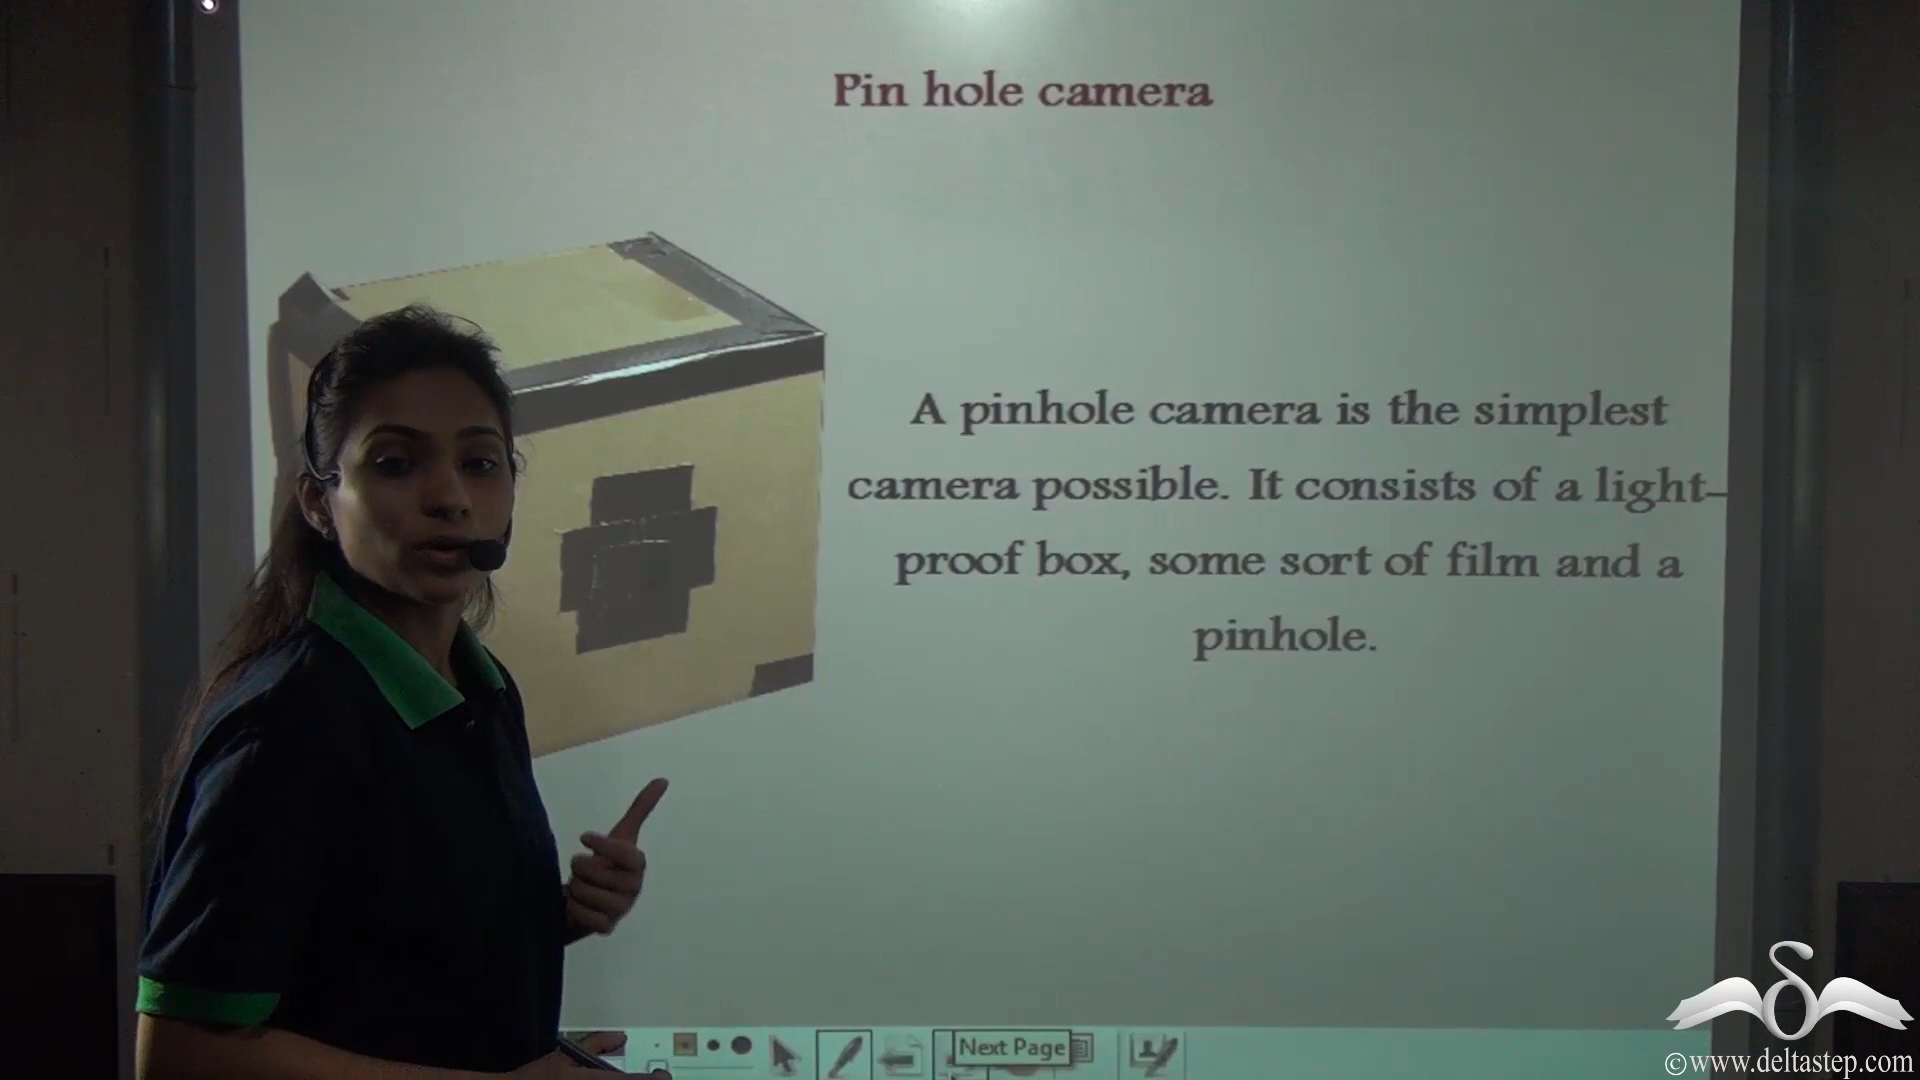 Pin hole camera
A pinhole camera is the simplest
camera possible. It consists of a light-
proof box, some sort of film and a
pinhole.
Next Page
©www.deltastep.com